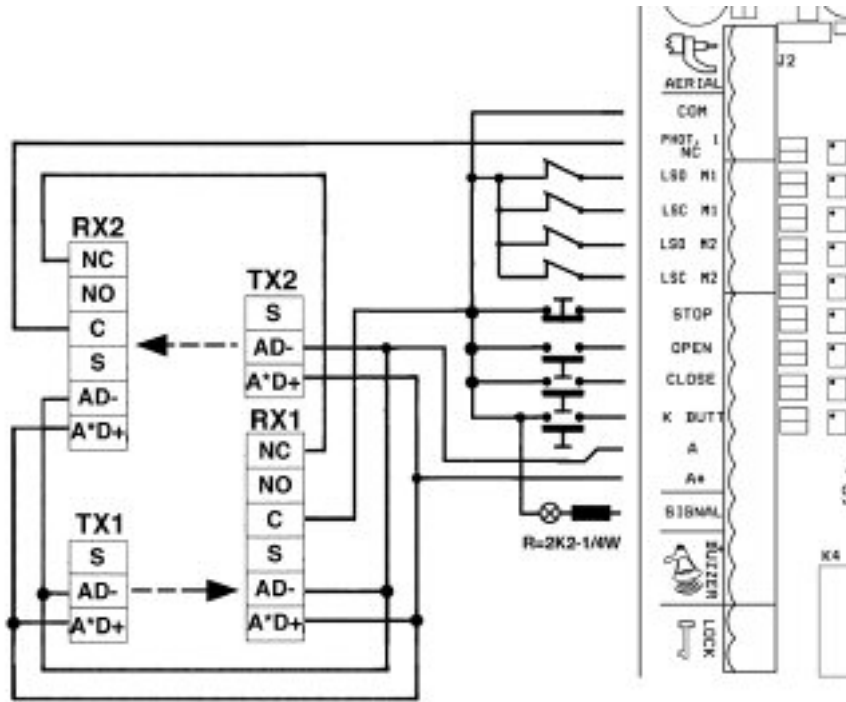 RX2
NC
NO
C
S
AD-
A*D+
TX1
S
AD-
A*D+
TX2
S
AD-
A*D+
RX1
NC
NO
C
S
AD-
A*D+
R=2K2-1/4W
AERIAL
COM
PHOT. 1
NC
LSO M1
LSC M1
LSO M2
LSC M2
STOP
OPEN
CLOSE
K BUTT
A
A*
SIGNAL
BUZZER
LOCK
J2
K4